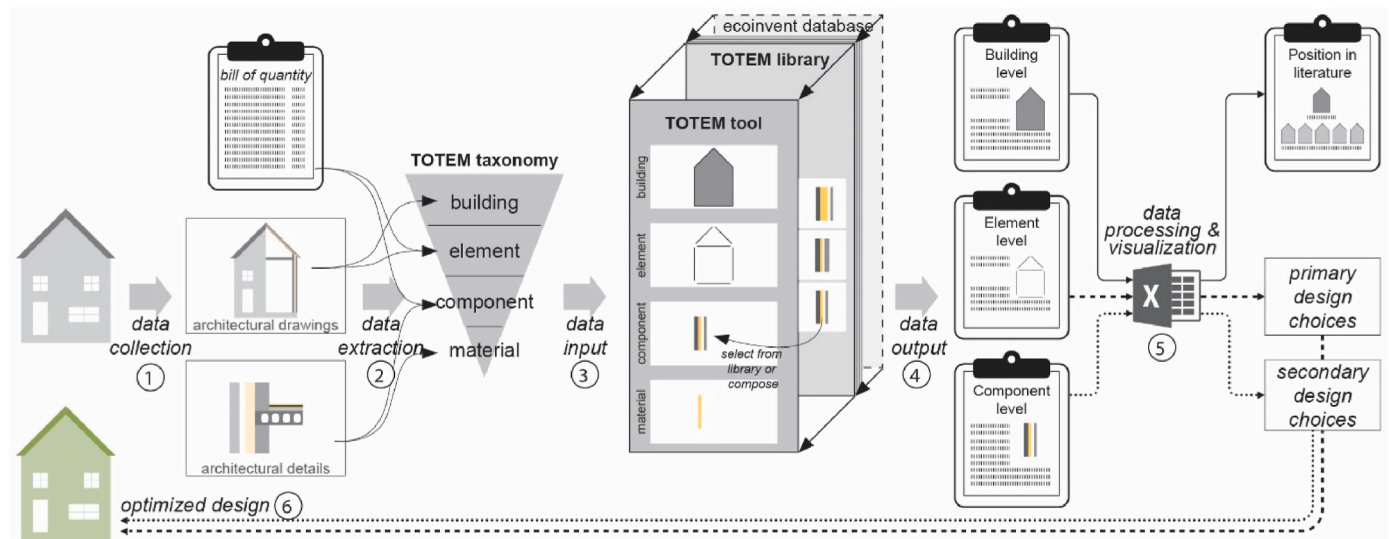 bill of quantity
architectural drawings
architectural details
data
collection
1
data
extraction
2
TOTEM taxonomy
building
element
component
material
data
input
3
ecoinvent database
TOTEM library
TOTEM tool
building
element
component
material
select from
library or
compose
data
output
4
Building
level
Element
level
Component
level
data
processing &
visualization
X
5
Position in
literature
primary
design
choices
secondary
design
choices
optimized design 6